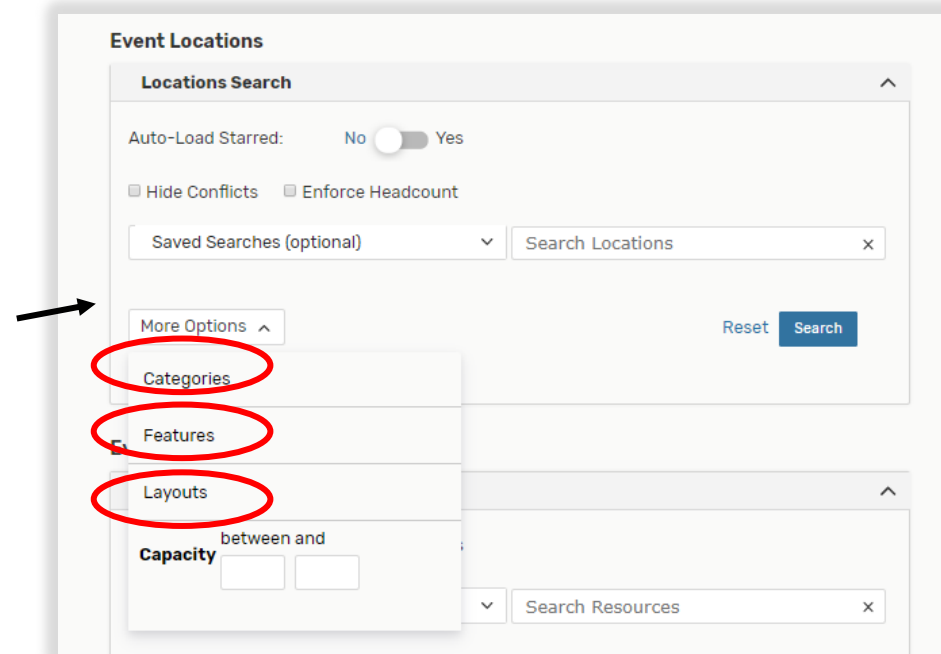 Event Locations
Locations Search
Auto-Load Starred: No Yes
Hide Conflicts Enforce Headcount
Saved Searches (optional) Search Locations
More Options Reset Search
Categories
Features
Layouts
between and
Capacity
Search Resources